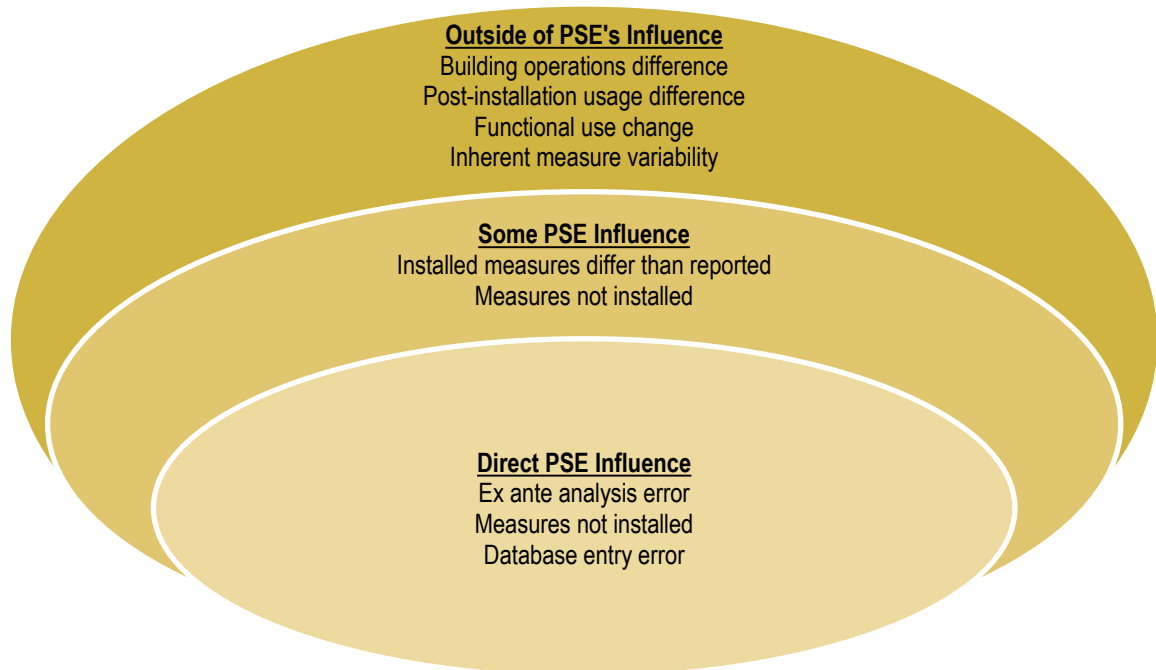 Outside of PSE's Influence
Building operations difference
Post-installation usage difference
Functional use change
Inherent measure variability
Some PSE Influence
Installed measures differ than reported
Measures not installed
Direct PSE Influence
Ex ante analysis error
Measures not installed
Database entry error